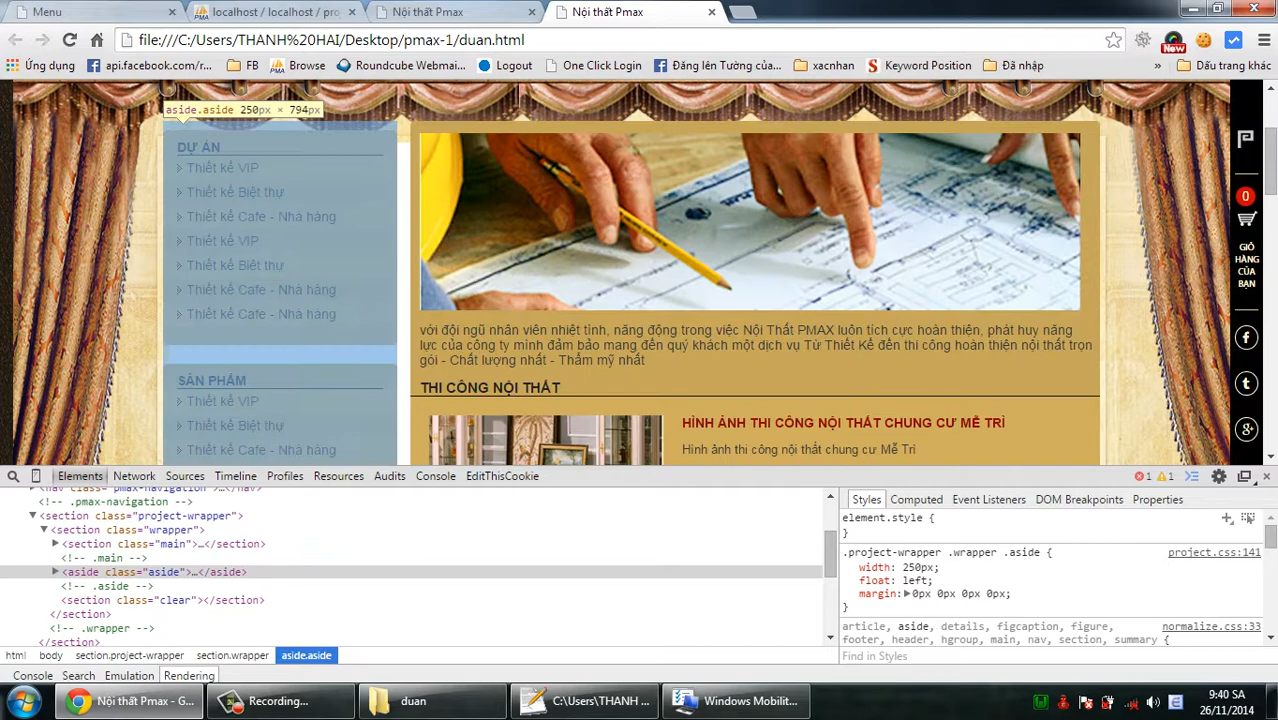 Menu
localhost / localhost / pro
Nội thất Pmax
Nội thất Pmax
file:///C:/Users/THANH%20HAI/Desktop/pmax-1/duan.html
New
Ứng dụng
api.facebook.com/r...
FB
Browse
Roundcube Webmai...
Logout
One Click Login
Đăng lên Tường của...
xacnhan
Keyword Position
Đã nhập
»
Dấu trang khác
aside.aside 250px × 794px
DỰ ÁN
Thiết kế VIP
Thiết kế Biệt thự
Thiết kế Cafe - Nhà hàng
Thiết kế VIP
Thiết kế Biệt thự
Thiết kế Cafe - Nhà hàng
Thiết kế Cafe - Nhà hàng
SẢN PHẨM
Thiết kế VIP
Thiết kế Biệt thự
Thiết kế Cafe - Nhà hàng
với đội ngũ nhân viên nhiệt tình, năng động trong việc Nội Thất PMAX luôn tích cực hoàn thiện, phát huy năng
lực của công ty mình đảm bảo mang đến quý khách một dịch vụ Từ Thiết Kế đến thi công hoàn thiện nội thất trọn
gói - Chất lượng nhất - Thẩm mỹ nhất
THI CÔNG NỘI THẤT
HÌNH ẢNH THI CÔNG NỘI THẤT CHUNG CƯ MỄ TRÌ
Hình ảnh thi công nội thất chung cư Mễ Trì
0
GIỎ
HÀNG
CỦA
BẠN
Elements Network Sources Timeline Profiles Resources Audits Console EditThisCookie
1 1
<nav class="pmax-navigation">…</nav>
<!-- .pmax-navigation -->
<section class="project-wrapper">
<section class="wrapper">
<section class="main">…</section>
<!-- .main -->
<aside class="aside">…</aside>
<!-- .aside -->
<section class="clear"></section>
</section>
<!-- .wrapper -->
</section>
html body section.project-wrapper section.wrapper aside.aside
Console Search Emulation Rendering
Styles Computed Event Listeners DOM Breakpoints Properties
element.style {
}
.project-wrapper .wrapper .aside { project.css:141
width: 250px;
float: left;
margin: 0px 0px 0px 0px;
}
article, aside, details, figcaption, figure, normalize.css:33
footer, header, hgroup, main, nav, section, summary {
Find in Styles
Nội thất Pmax - G...
Recording...
duan
C:\Users\THANH ...
Windows Mobilit...
9:40 SA
26/11/2014